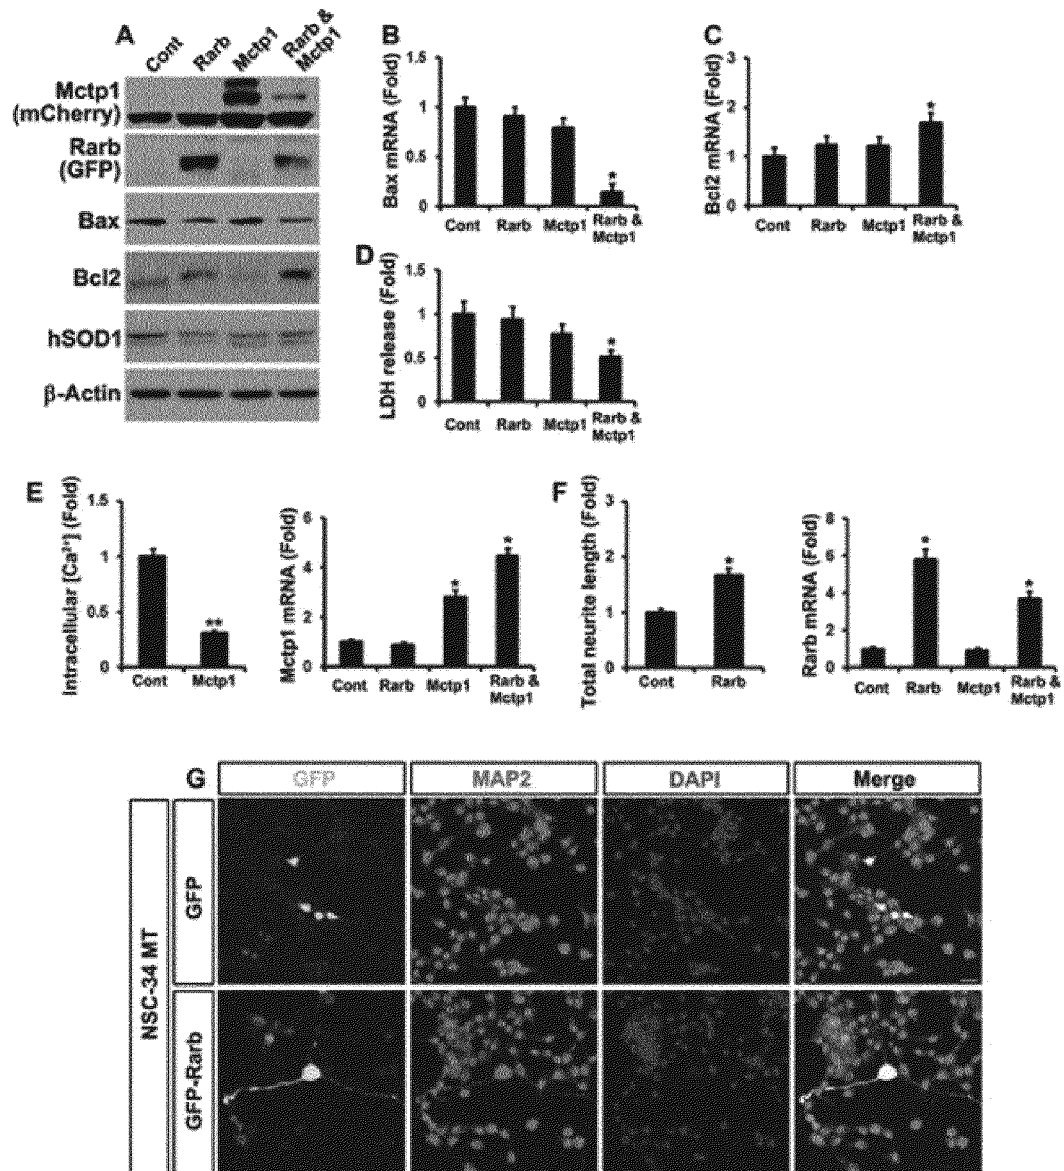 A
Cont
Rarb
Mctp1
Rarb &
Mctp1
Mctp1
(mCherry)
Rarb
(GFP)
Bax
Bcl2
hSOD1
β-Actin
B
Bax mRNA (Fold)
1.5
1
0.5
0
*
Cont
Rarb
Mctp1
Rarb &
Mctp1
C
Bcl2 mRNA (Fold)
3
2
1
0
*
Cont
Rarb
Mctp1
Rarb &
Mctp1
D
LDH release (Fold)
1.5
1
0.5
0
*
Cont
Rarb
Mctp1
Rarb &
Mctp1
E
Intracellular [Ca²⁺] (Fold)
1.5
1
0.5
0
**
Cont
Mctp1
Mctp1 mRNA (Fold)
6
4
2
0
*
*
Cont
Rarb
Mctp1
Rarb &
Mctp1
F
Total neurite length (Fold)
3
2
1
0
*
Cont
Rarb
Rarb mRNA (Fold)
8
6
4
2
0
*
*
Cont
Rarb
Mctp1
Rarb &
Mctp1
G
GFP
MAP2
DAPI
Merge
NSC-34 MT
GFP
GFP-Rarb